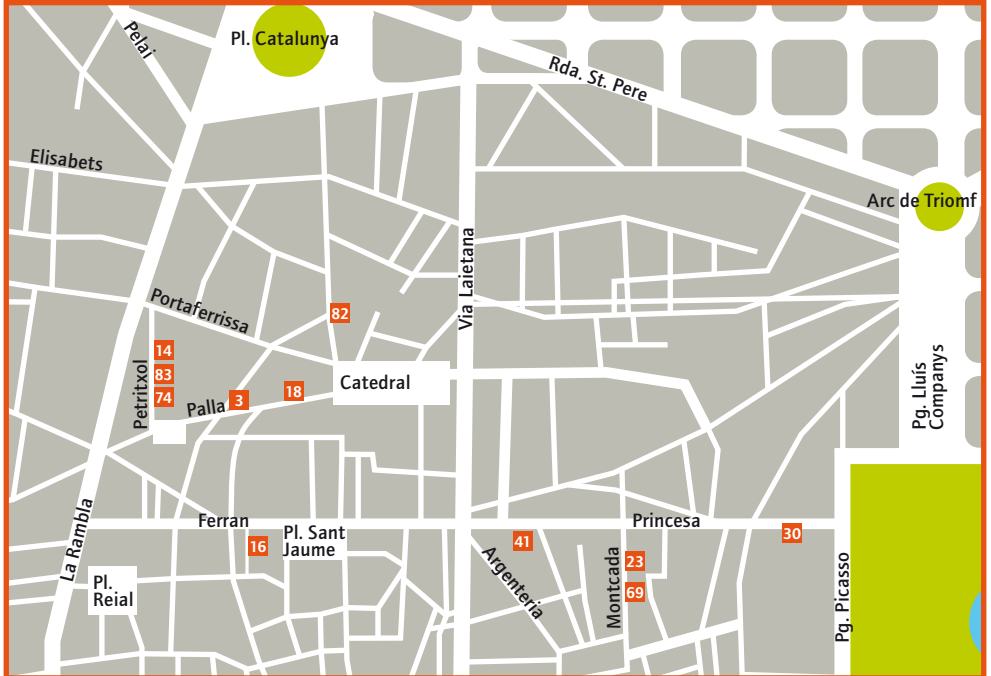 Pelai
Pl. Catalunya
Rda. St. Pere
Elisabets
Arc de Triomf
Via Laietana
Portaferrissa
82
14
83
74
Petritxol
Palla
3
18
Catedral
Pg. Lluís
Companys
La Rambla
Ferran
Pl. Sant
Jaume
16
41
Princesa
30
Argenteria
Montcada
23
69
Pl.
Reial
Pg. Picasso